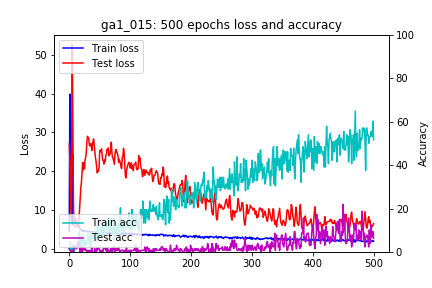 ga1_015: 500 epochs loss and accuracy
Train loss
Test loss
Train acc
Test acc
Loss
Accuracy
50
40
30
20
10
0
100
80
60
40
20
0
0 100 200 300 400 500